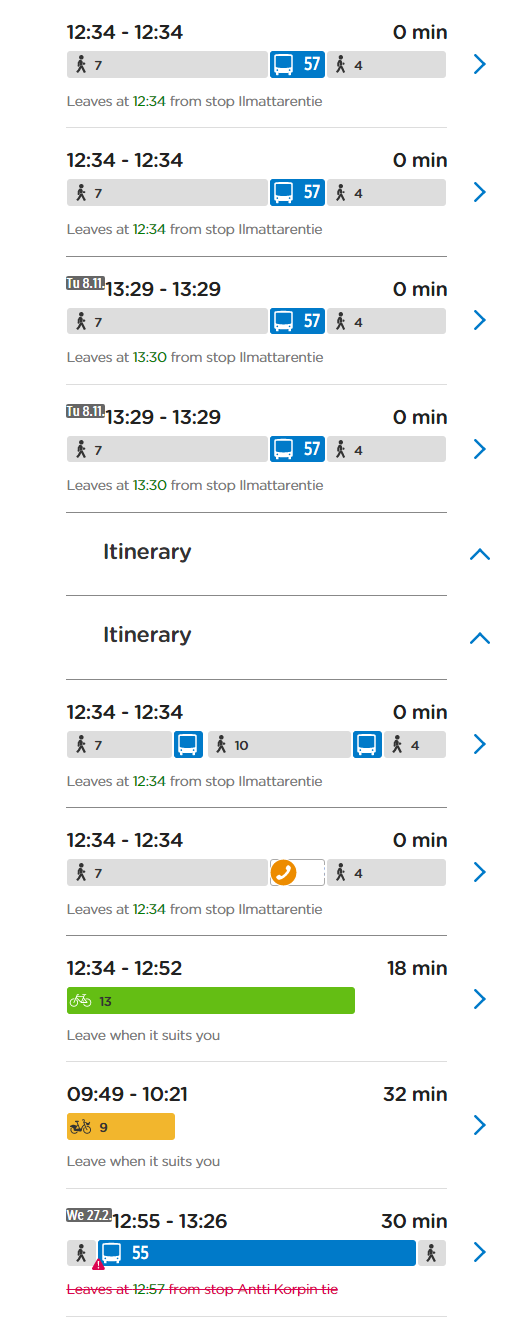 12:34 - 12:34 0 min
7 57 4
Leaves at 12:34 from stop Ilmattarentie
12:34 - 12:34 0 min
7 57 4
Leaves at 12:34 from stop Ilmattarentie
Tu 8.11. 13:29 - 13:29 0 min
7 57 4
Leaves at 13:30 from stop Ilmattarentie
Tu 8.11. 13:29 - 13:29 0 min
7 57 4
Leaves at 13:30 from stop Ilmattarentie
Itinerary
Itinerary
12:34 - 12:34 0 min
7 10 4
Leaves at 12:34 from stop Ilmattarentie
12:34 - 12:34 0 min
7 4
Leaves at 12:34 from stop Ilmattarentie
12:34 - 12:52 18 min
13
Leave when it suits you
09:49 - 10:21 32 min
9
Leave when it suits you
We 27.2. 12:55 - 13:26 30 min
55
Leaves at 12:57 from stop Antti Korpin tie